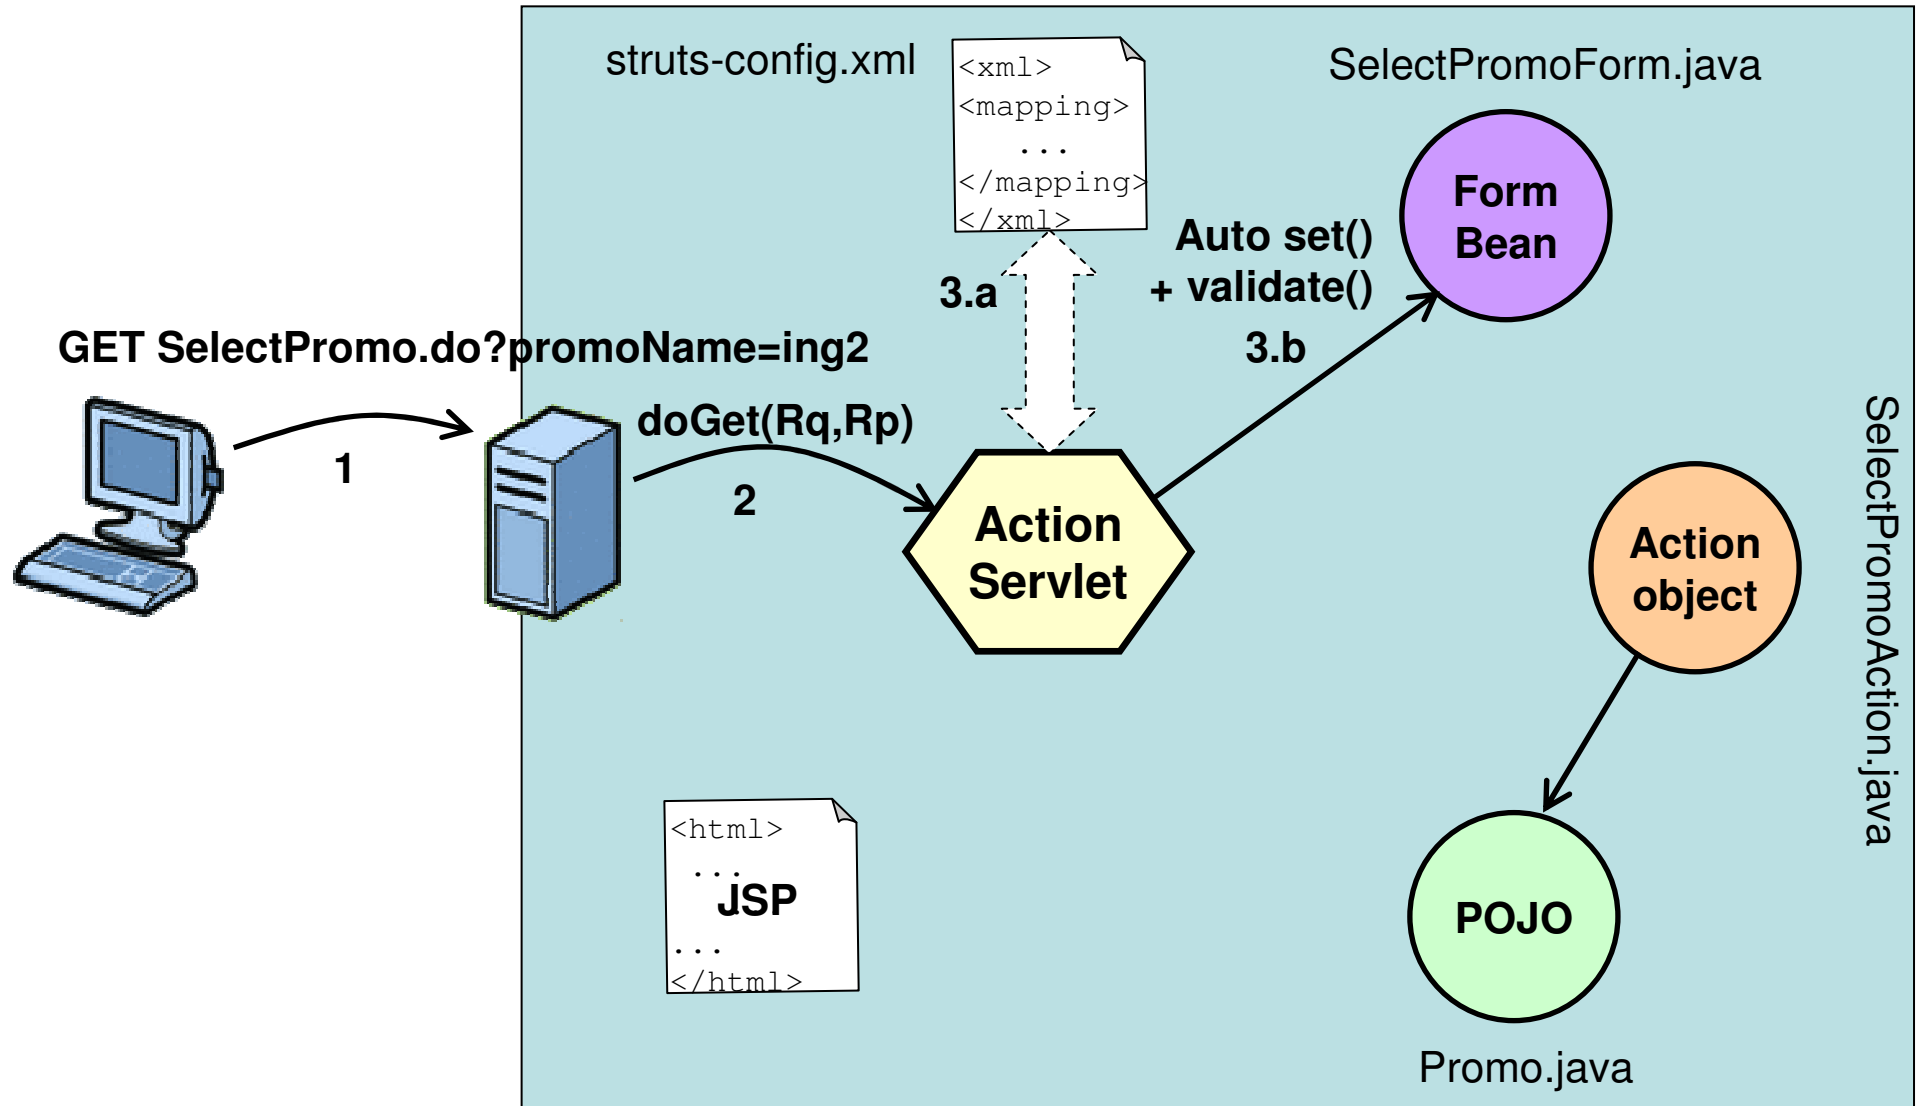 struts-config.xml
<xml>
<mapping>
...
</mapping>
</xml>
SelectPromoForm.java
Form
Bean
Auto set()
+ validate()
3.a
3.b
GET SelectPromo.do?promoName=ing2
1
doGet(Rq,Rp)
2
Action
Servlet
Action
object
SelectPromoAction.java
<html>
...
JSP
...
</html>
POJO
Promo.java